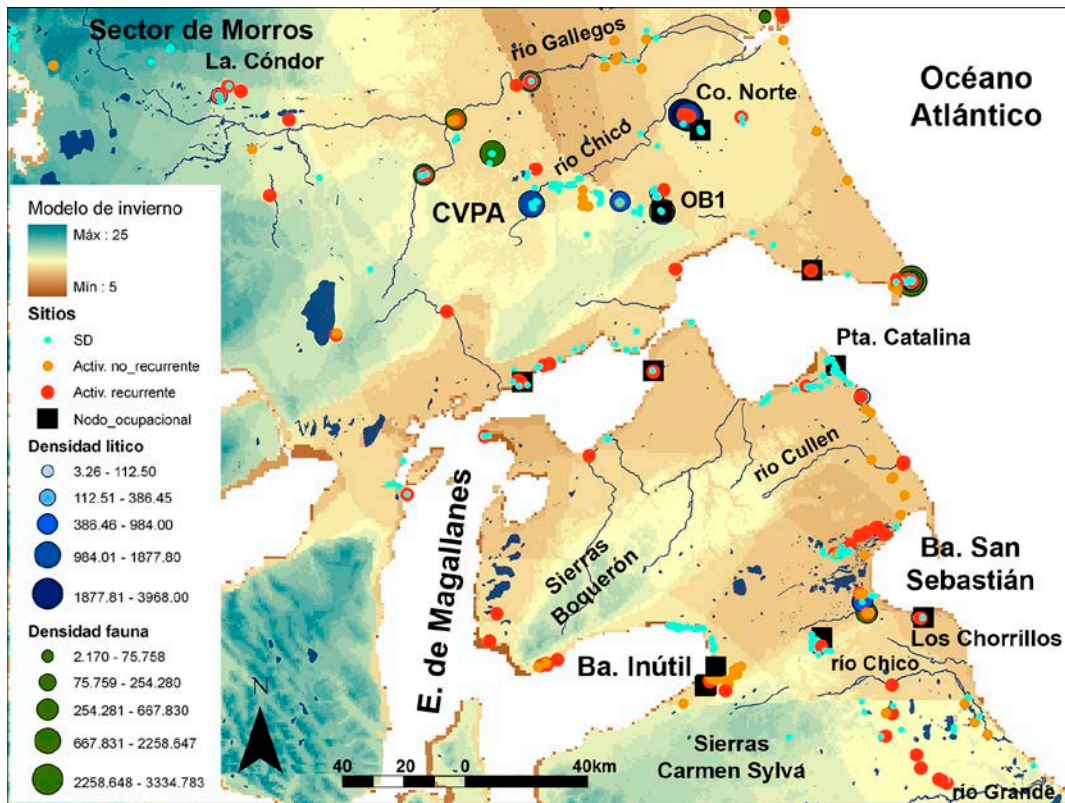 Sector de Morros
La. Cóndor
río Gallegos
Océano
Atlántico
Co. Norte
río Chico
CVPA
OB1
Pta. Catalina
río Cullen
Sierras
Boquerón
E. de Magallanes
Ba. San
Sebastián
Los Chorrillos
Ba. Inútil
río Chico
Sierras
Carmen Sylva
río Grande
Modelo de invierno
Máx : 25
Mín : 5
Sitios
SD
Activ. no_recurrente
Activ. recurrente
Nodo_ocupacional
Densidad lítico
3.26 - 112.50
112.51 - 386.45
386.46 - 984.00
984.01 - 1877.80
1877.81 - 3968.00
Densidad fauna
2.170 - 75.758
75.759 - 254.280
254.281 - 667.830
667.831 - 2258.647
2258.648 - 3334.783
N
40 20 0 40km